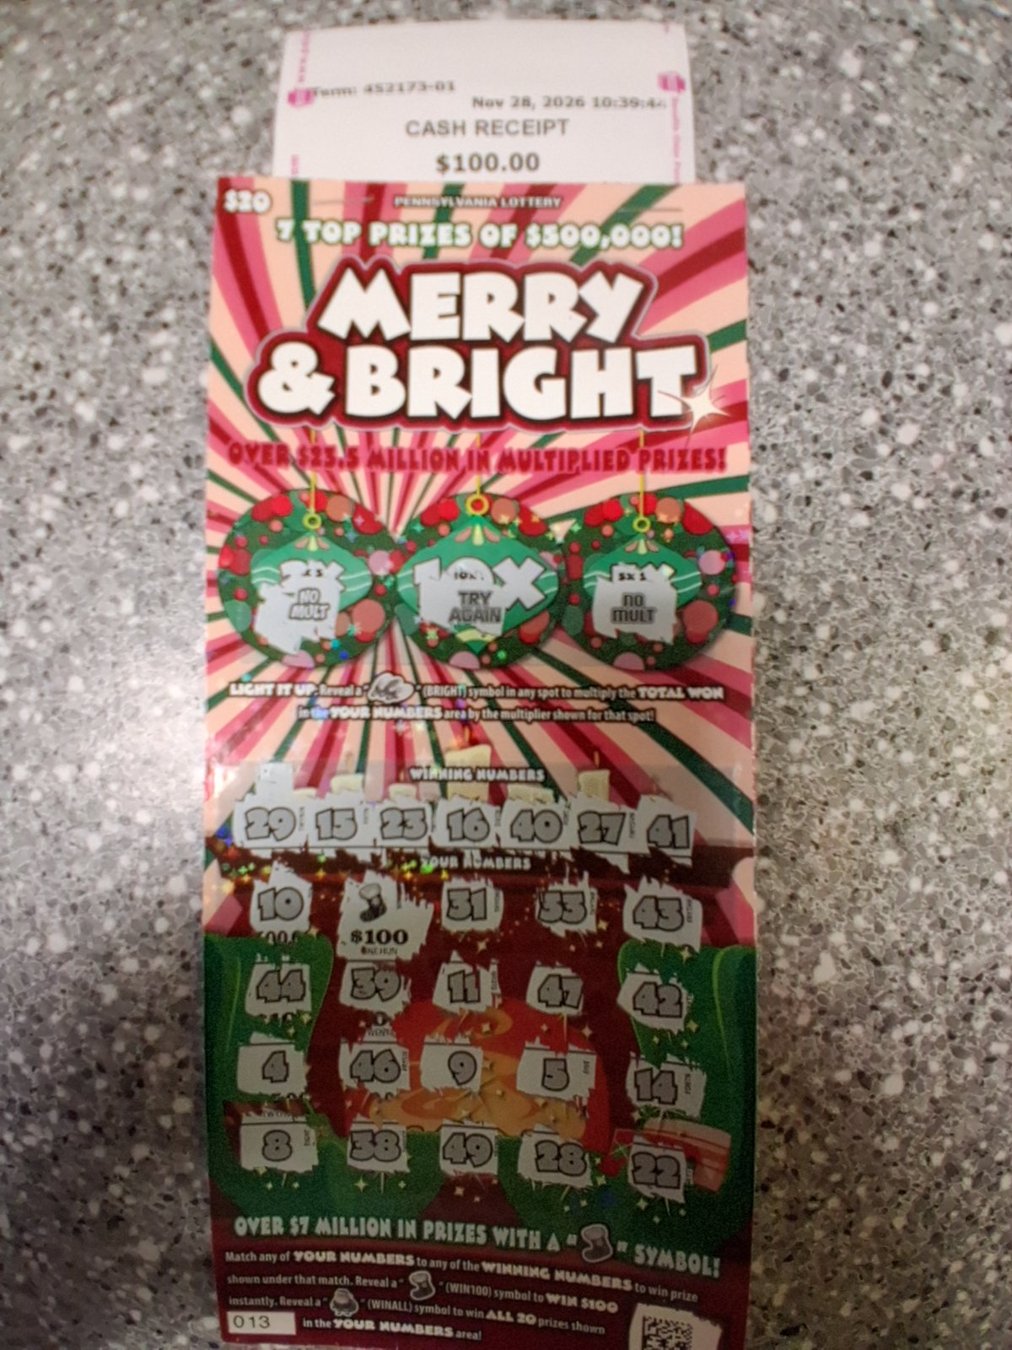 Term: 452173-01
Nov 28, 2026 10:39:44
CASH RECEIPT
$100.00
$20
PENNSYLVANIA LOTTERY
7 TOP PRIZES OF $500,000!
MERRY
& BRIGHT
OVER $23.5 MILLION IN MULTIPLIED PRIZES!
10X
NO MULT
TRY AGAIN
NO MULT
LIGHT IT UP: Reveal a " " (BRIGHT) symbol in any spot to multiply the TOTAL WON
in the YOUR NUMBERS area by the multiplier shown for that spot!
WINNING NUMBERS
29 15 23 16 40 27 41
YOUR NUMBERS
10 31 33 43
$100
44 39 11 47 42
4 46 9 5 14
8 38 49 28 22
OVER $7 MILLION IN PRIZES WITH A " " SYMBOL!
Match any of YOUR NUMBERS to any of the WINNING NUMBERS to win prize
shown under that match. Reveal a " " (WIN100) symbol to WIN $100
instantly. Reveal a " " (WINALL) symbol to win ALL 20 prizes shown
013
in the YOUR NUMBERS area!